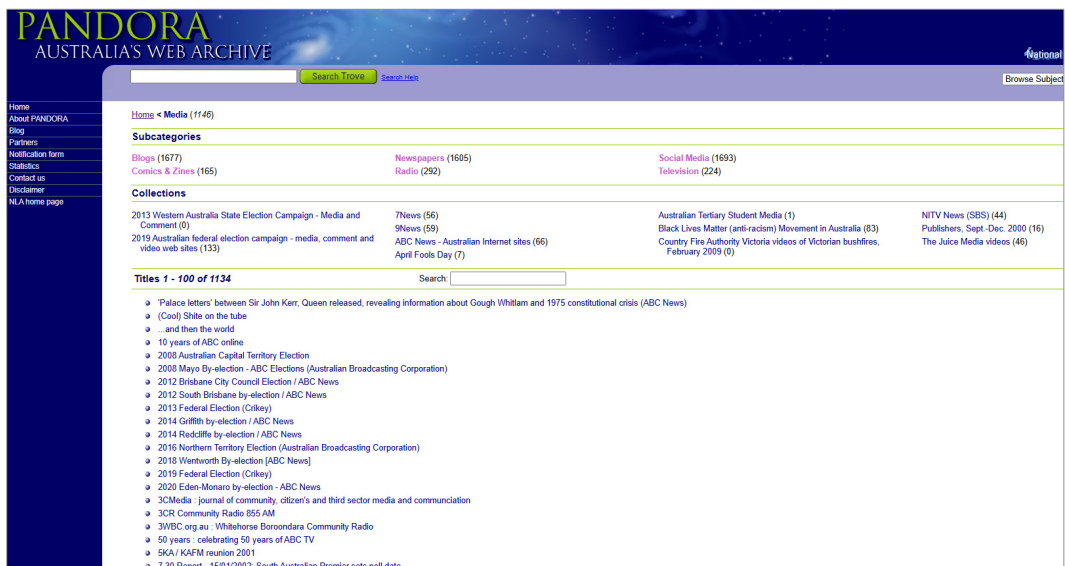 PANDORA
AUSTRALIA'S WEB ARCHIVE
National
Search Trove
Search Help
Browse Subject
Home
About PANDORA
Blog
Partners
Notification form
Statistics
Contact us
Disclaimer
NLA home page
Home < Media (1146)
Subcategories
Blogs (1677)
Newspapers (1605)
Social Media (1693)
Comics & Zines (165)
Radio (292)
Television (224)
Collections
2013 Western Australia State Election Campaign - Media and
Comment (0)
2019 Australian federal election campaign - media, comment and
video web sites (133)
7News (56)
9News (59)
ABC News - Australian Internet sites (66)
April Fools Day (7)
Australian Tertiary Student Media (1)
Black Lives Matter (anti-racism) Movement in Australia (83)
Country Fire Authority Victoria videos of Victorian bushfires,
February 2009 (0)
NITV News (SBS) (44)
Publishers, Sept.-Dec. 2000 (16)
The Juice Media videos (46)
Titles 1 - 100 of 1134
Search:
'Palace letters' between Sir John Kerr, Queen released, revealing information about Gough Whitlam and 1975 constitutional crisis (ABC News)
(Cool) Shite on the tube
...and then the world
10 years of ABC online
2008 Australian Capital Territory Election
2008 Mayo By-election - ABC Elections (Australian Broadcasting Corporation)
2012 Brisbane City Council Election / ABC News
2012 South Brisbane by-election / ABC News
2013 Federal Election (Crikey)
2014 Griffith by-election / ABC News
2014 Redcliffe by-election / ABC News
2016 Northern Territory Election (Australian Broadcasting Corporation)
2018 Wentworth By-election [ABC News]
2019 Federal Election (Crikey)
2020 Eden-Monaro by-election - ABC News
3CMedia : journal of community, citizen's and third sector media and communciation
3CR Community Radio 855 AM
3WBC.org.au : Whitehorse Boroondara Community Radio
50 years : celebrating 50 years of ABC TV
5KA / KAFM reunion 2001
7.30 Report - 15/01/2002: South Australian Premier sets poll date